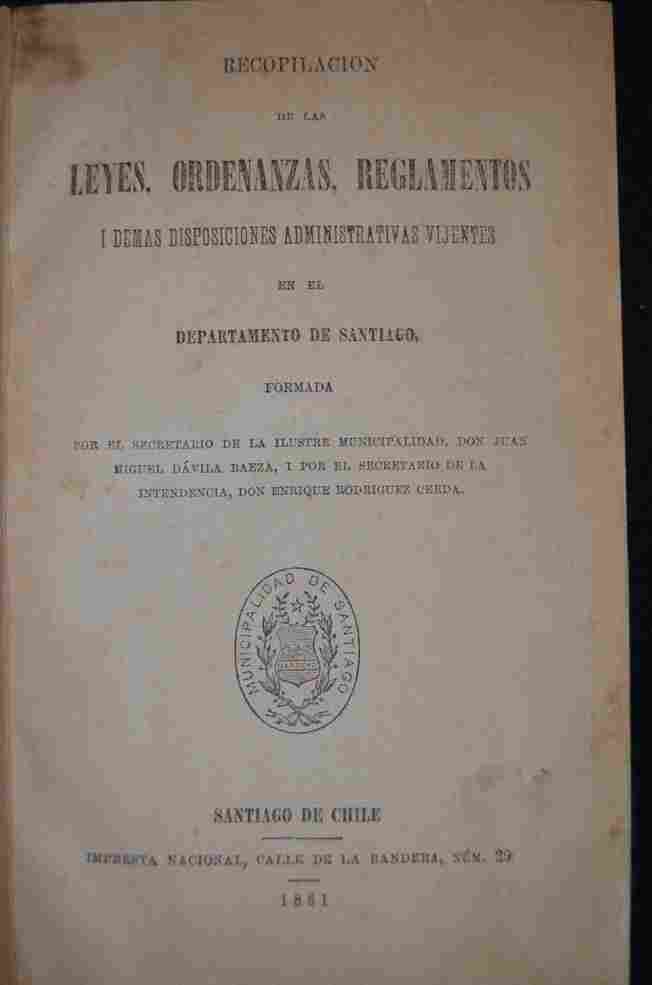 RECOPILACION
DE LAS
LEYES, ORDENANZAS, REGLAMENTOS
I DEMAS DISPOSICIONES ADMINISTRATIVAS VIJENTES
EN EL
DEPARTAMENTO DE SANTIAGO,
FORMADA
POR EL SECRETARIO DE LA ILUSTRE MUNICIPALIDAD, DON JUAN
MIGUEL DÁVILA BAEZA, I POR EL SECRETARIO DE LA
INTENDENCIA, DON ENRIQUE RODRIGUEZ CERDA.
MUNICIPALIDAD DE SANTIAGO
SANTIAGO DE CHILE
IMPRENTA NACIONAL, CALLE DE LA BANDERA, NÚM. 29